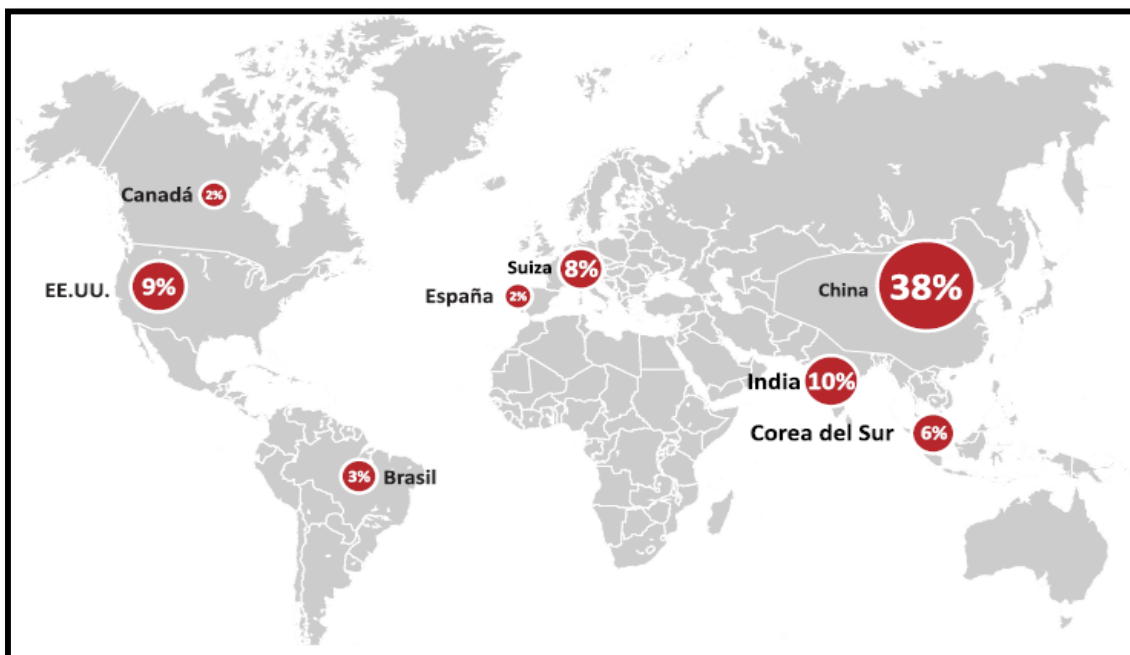 Canadá 2%
EE.UU. 9%
Suiza 8%
España 2%
China 38%
India 10%
Corea del Sur 6%
3% Brasil